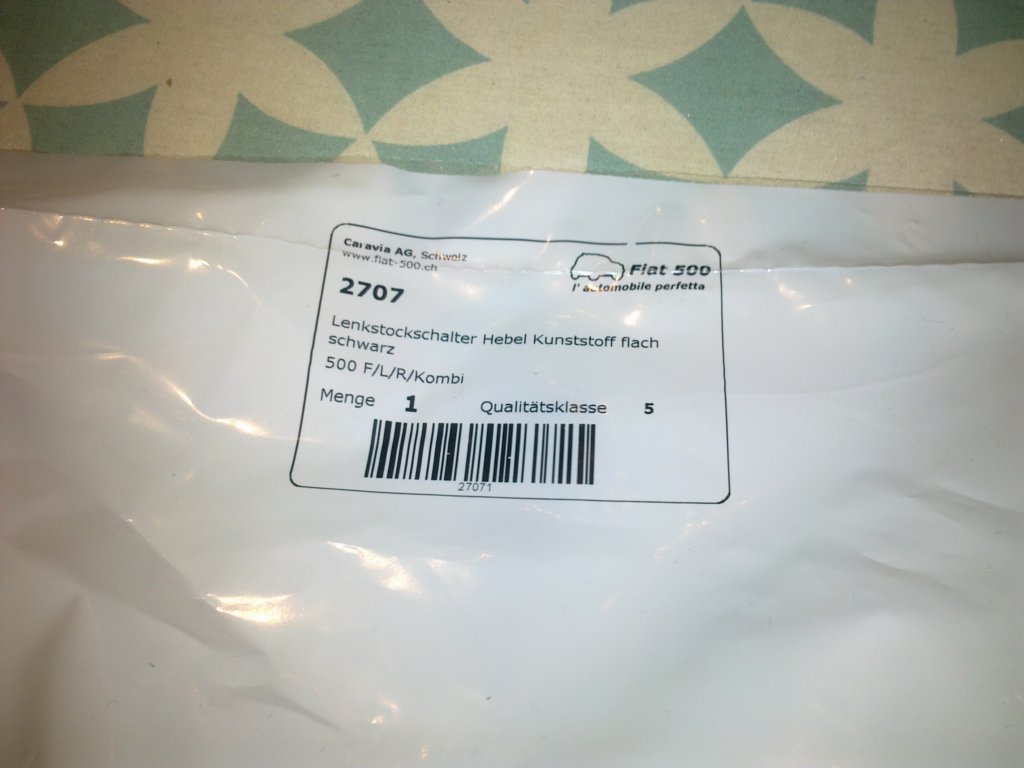 Caravia AG, Schweiz
www.fiat-500.ch
Fiat 500
l' automobile perfetta
2707
Lenkstockschalter Hebel Kunststoff flach
schwarz
500 F/L/R/Kombi
Menge 1 Qualitätsklasse 5
27071